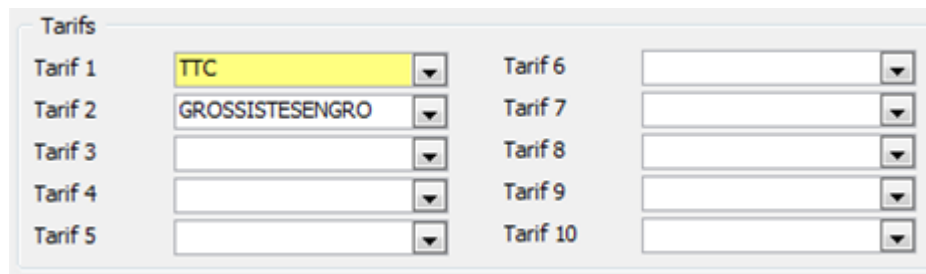 Tarifs
Tarif 1 TTC Tarif 6
Tarif 2 GROSSISTESENGRO Tarif 7
Tarif 3 Tarif 8
Tarif 4 Tarif 9
Tarif 5 Tarif 10